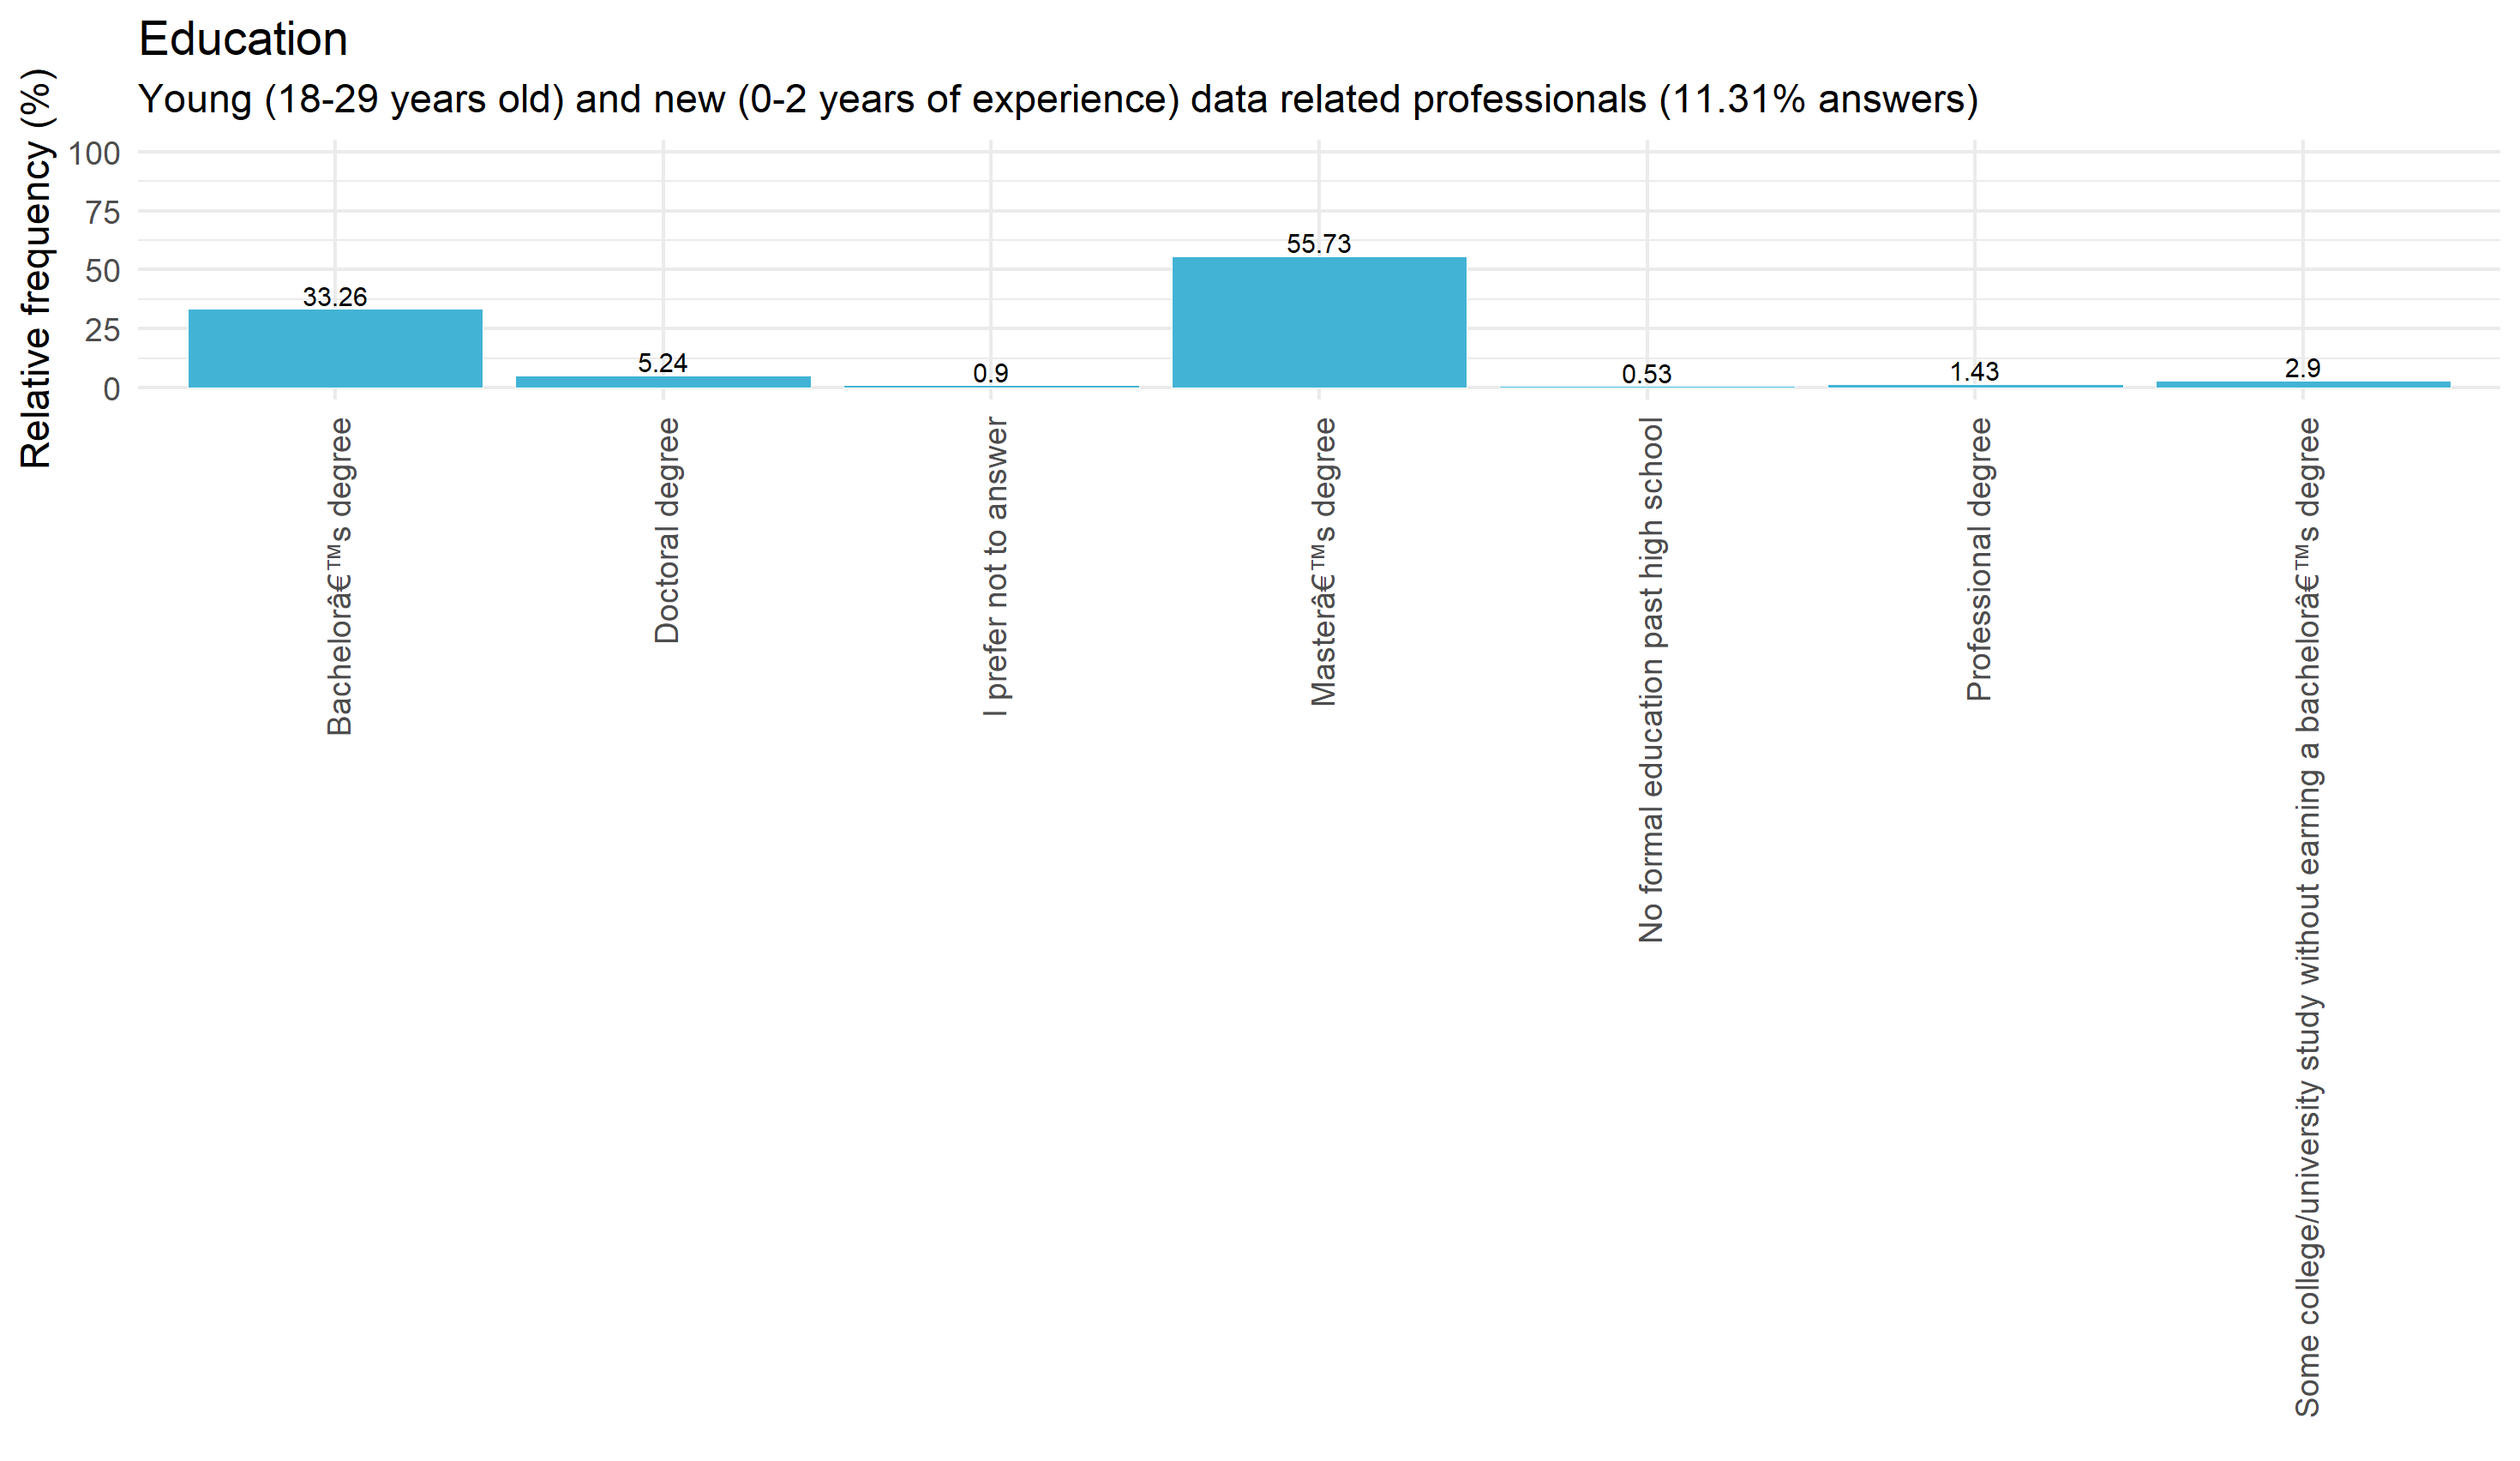 Education
Young (18-29 years old) and new (0-2 years of experience) data related professionals (11.31% answers)
Relative frequency (%)
100
75
50
25
0
33.26
5.24
0.9
55.73
0.53
1.43
2.9
Bachelorâ€™s degree
Doctoral degree
I prefer not to answer
Masterâ€™s degree
No formal education past high school
Professional degree
Some college/university study without earning a bachelorâ€™s degree